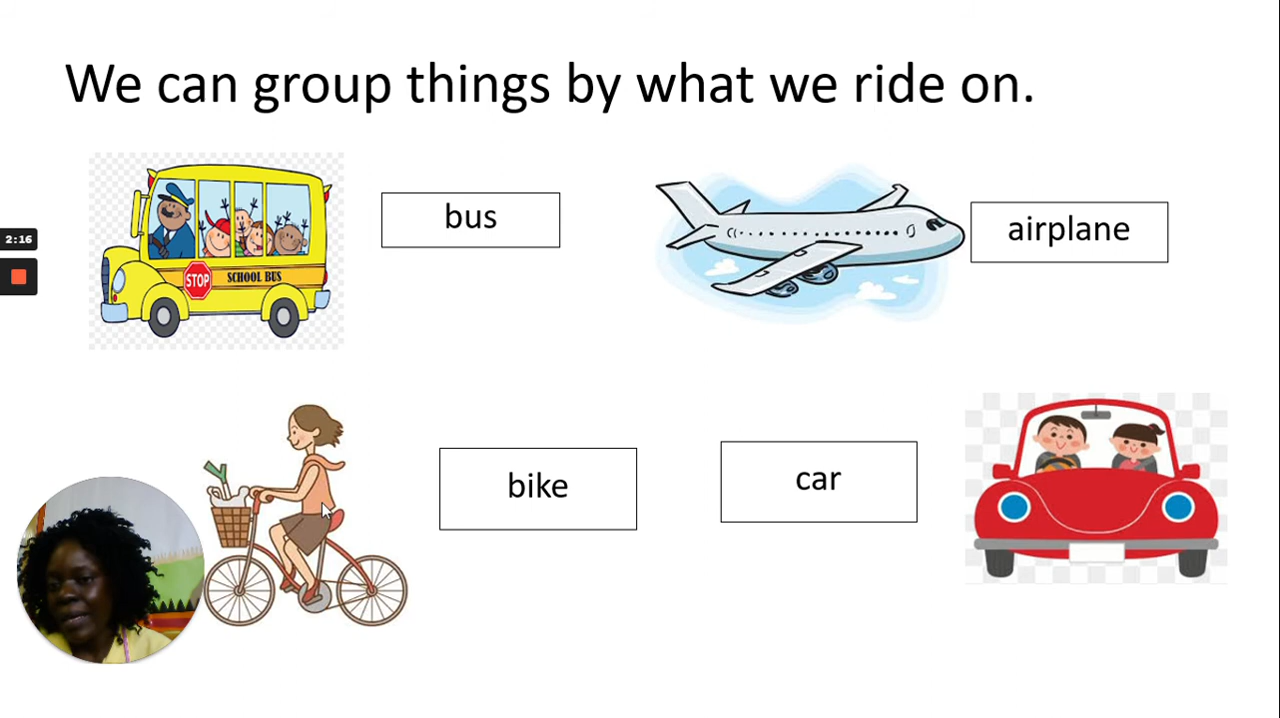 We can group things by what we ride on.
bus
airplane
STOP
SCHOOL BUS
2:16
bike
car